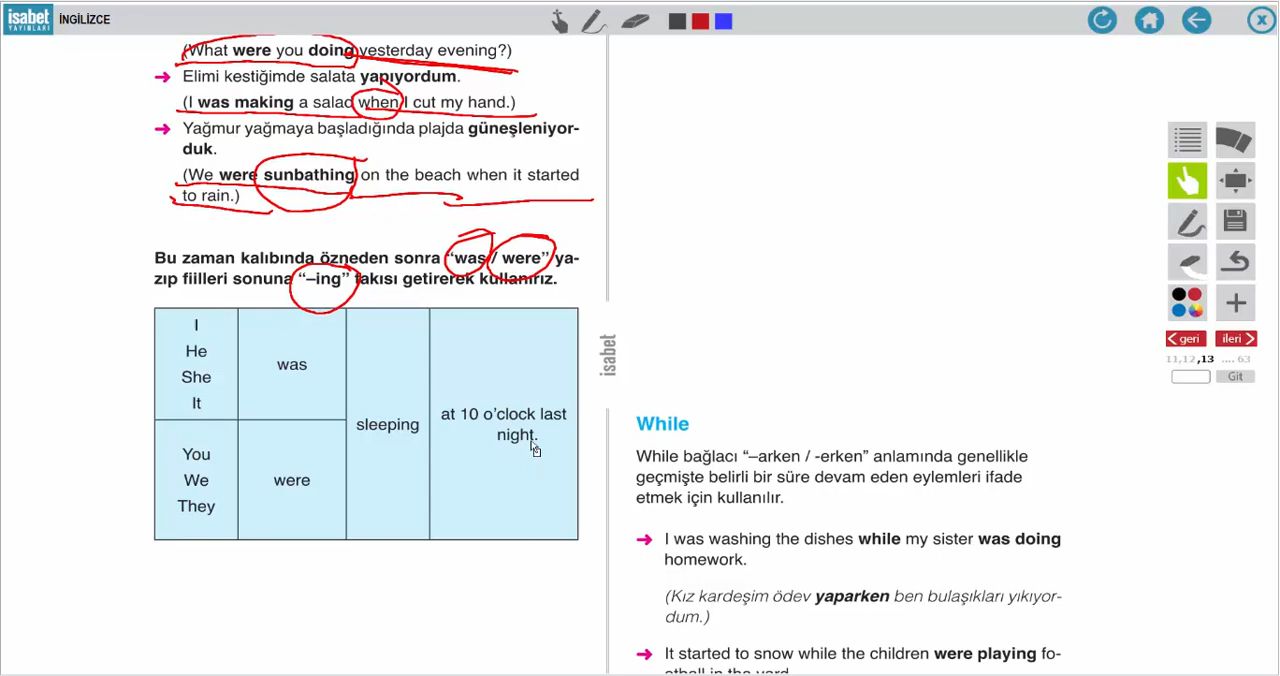 isabet
YAYINLARI
İNGİLİZCE
(What were you doing yesterday evening?)
➜ Elimi kestiğimde salata yapıyordum.
(I was making a salad when I cut my hand.)
➜ Yağmur yağmaya başladığında plajda güneşleniyor-
duk.
(We were sunbathing on the beach when it started
to rain.)
Bu zaman kalıbında özneden sonra “was / were” ya-
zıp fiilleri sonuna “–ing” takısı getirerek kullanırız.
I
He
She
It
was
You
We
They
were
sleeping
at 10 o’clock last
night.
isabet
While
While bağlacı “–arken / -erken” anlamında genellikle
geçmişte belirli bir süre devam eden eylemleri ifade
etmek için kullanılır.
➜ I was washing the dishes while my sister was doing
homework.
(Kız kardeşim ödev yaparken ben bulaşıkları yıkıyor-
dum.)
➜ It started to snow while the children were playing fo-
otball in the yard.
geri
ileri
11,12,13 .... 63
Git